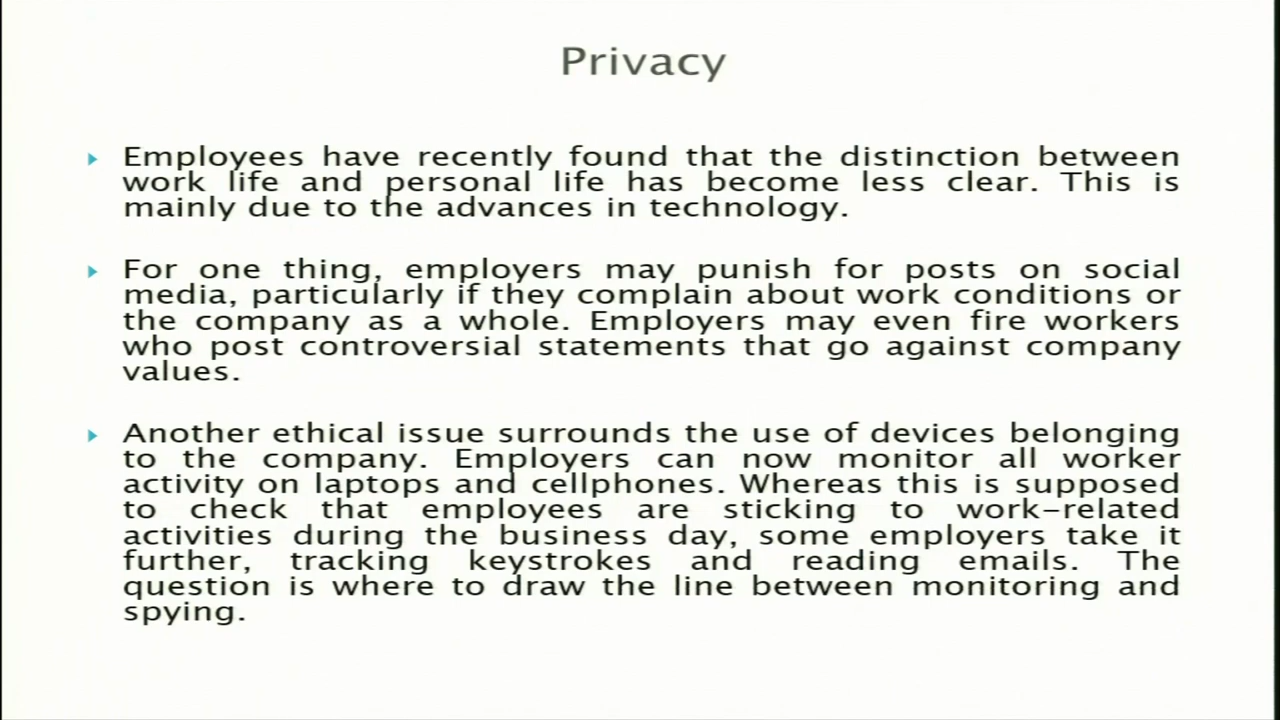 Privacy
Employees have recently found that the distinction between
work life and personal life has become less clear. This is
mainly due to the advances in technology.
For one thing, employers may punish for posts on social
media, particularly if they complain about work conditions or
the company as a whole. Employers may even fire workers
who post controversial statements that go against company
values.
Another ethical issue surrounds the use of devices belonging
to the company. Employers can now monitor all worker
activity on laptops and cellphones. Whereas this is supposed
to check that employees are sticking to work-related
activities during the business day, some employers take it
further, tracking keystrokes and reading emails. The
question is where to draw the line between monitoring and
spying.